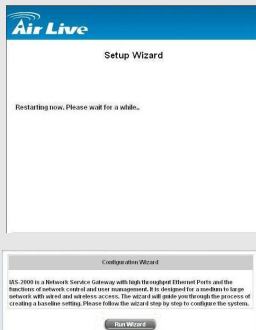 Air Live
Setup Wizard
Restarting now. Please wait for a while..
Configuration Wizard
IAS-2000 is a Network Service Gateway with high throughput Ethernet Ports and the
functions of network control and user management. It is designed for a medium to large
network with wired and wireless access. The wizard will guide you through the process of
creating a baseline setting. Please follow the wizard step by step to configure the system.
Run Wizard